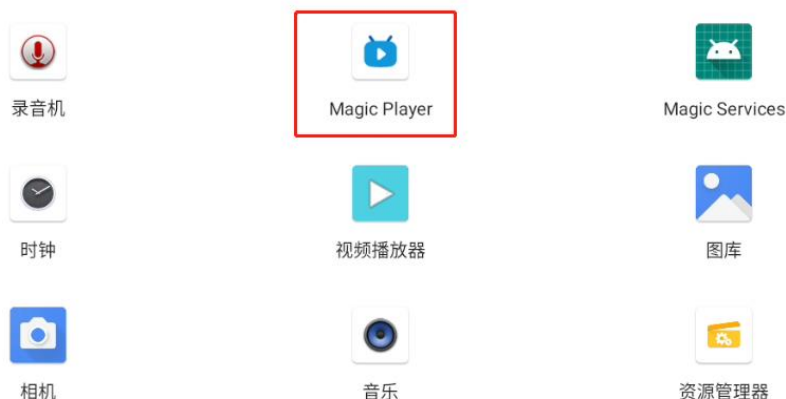 录音机
Magic Player
Magic Services
时钟
视频播放器
图库
相机
音乐
资源管理器